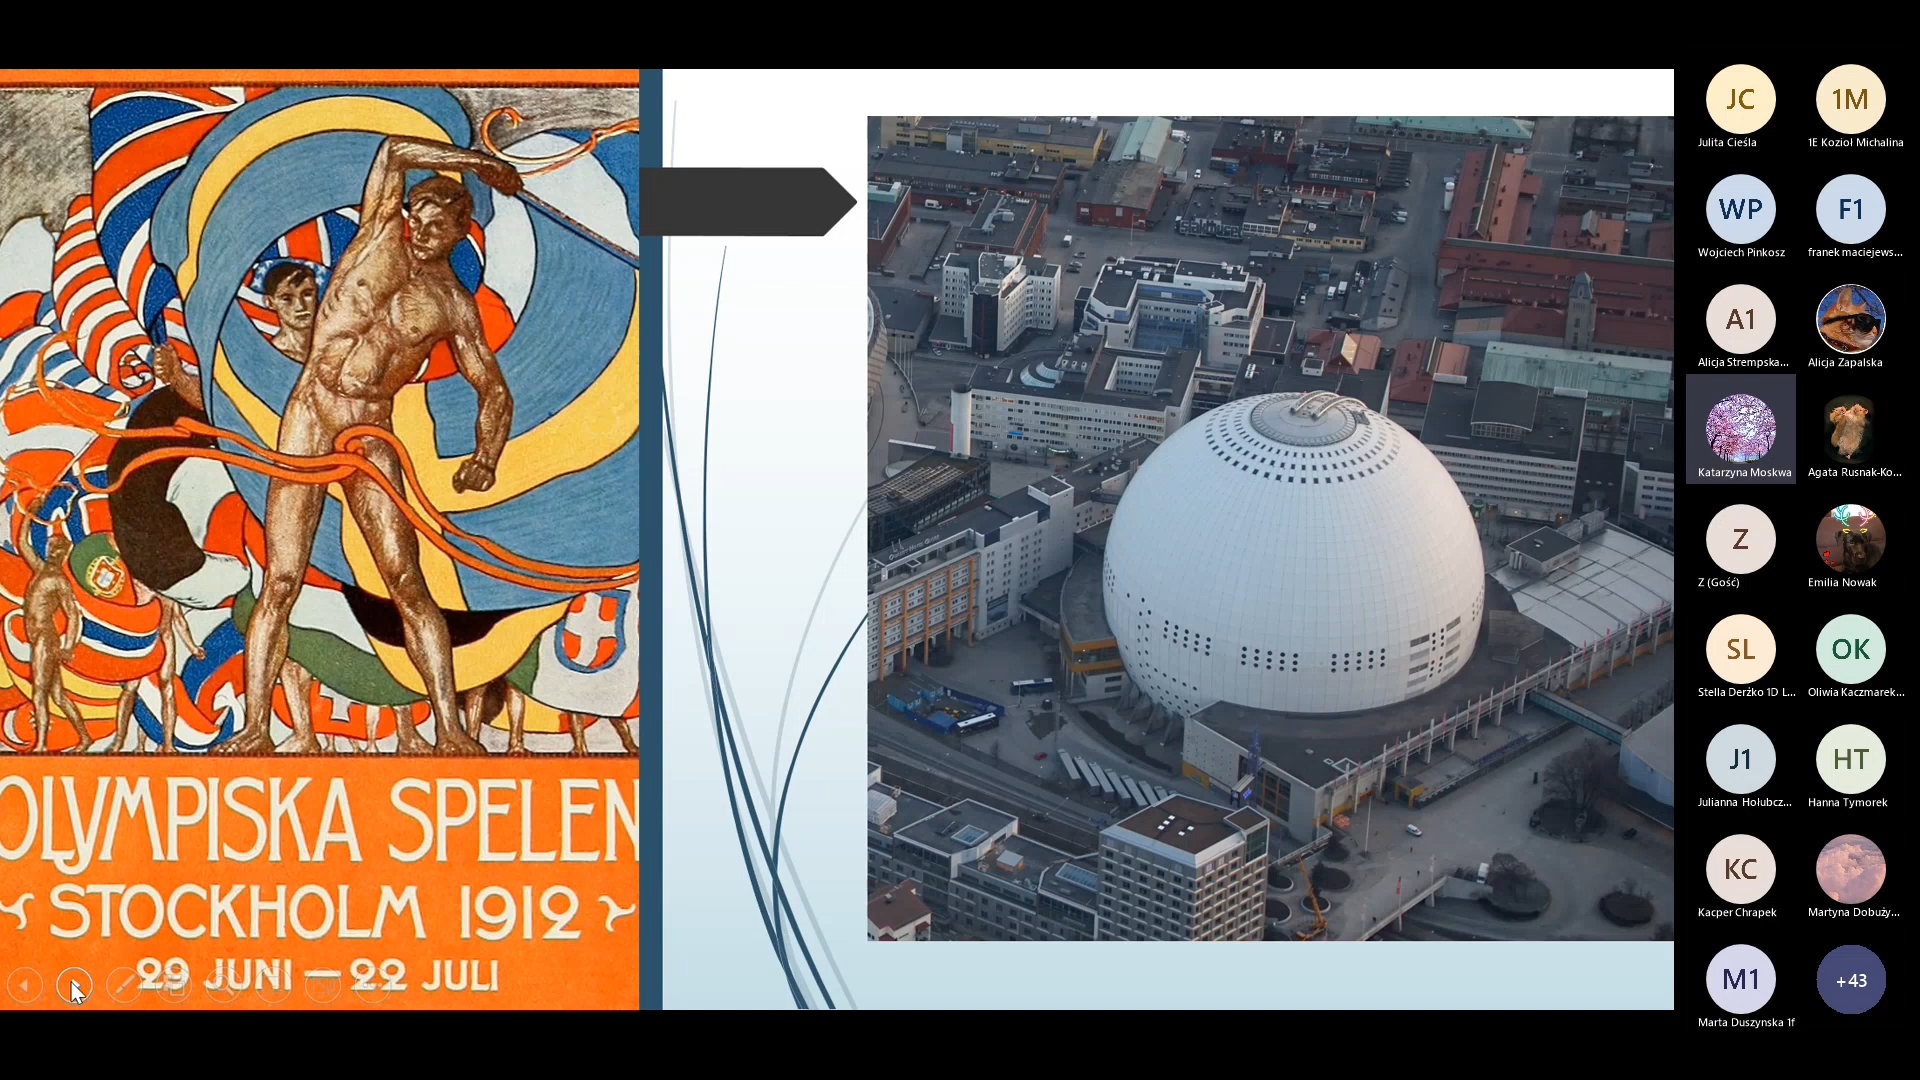 OLYMPISKA SPELEN
STOCKHOLM 1912
29 JUNI — 22 JULI
JC
Julita Cieśla
1M
1E Kozioł Michalina
WP
Wojciech Pinkosz
F1
franek maciejews...
A1
Alicja Strempska...
Alicja Zapalska
Katarzyna Moskwa
Agata Rusnak-Ko...
Z
Z (Gość)
Emilia Nowak
SL
Stella Derżko 1D L...
OK
Oliwia Kaczmarek...
J1
Julianna Hołubcz...
HT
Hanna Tymorek
KC
Kacper Chrapek
Martyna Dobuży...
M1
Marta Duszynska 1f
+43